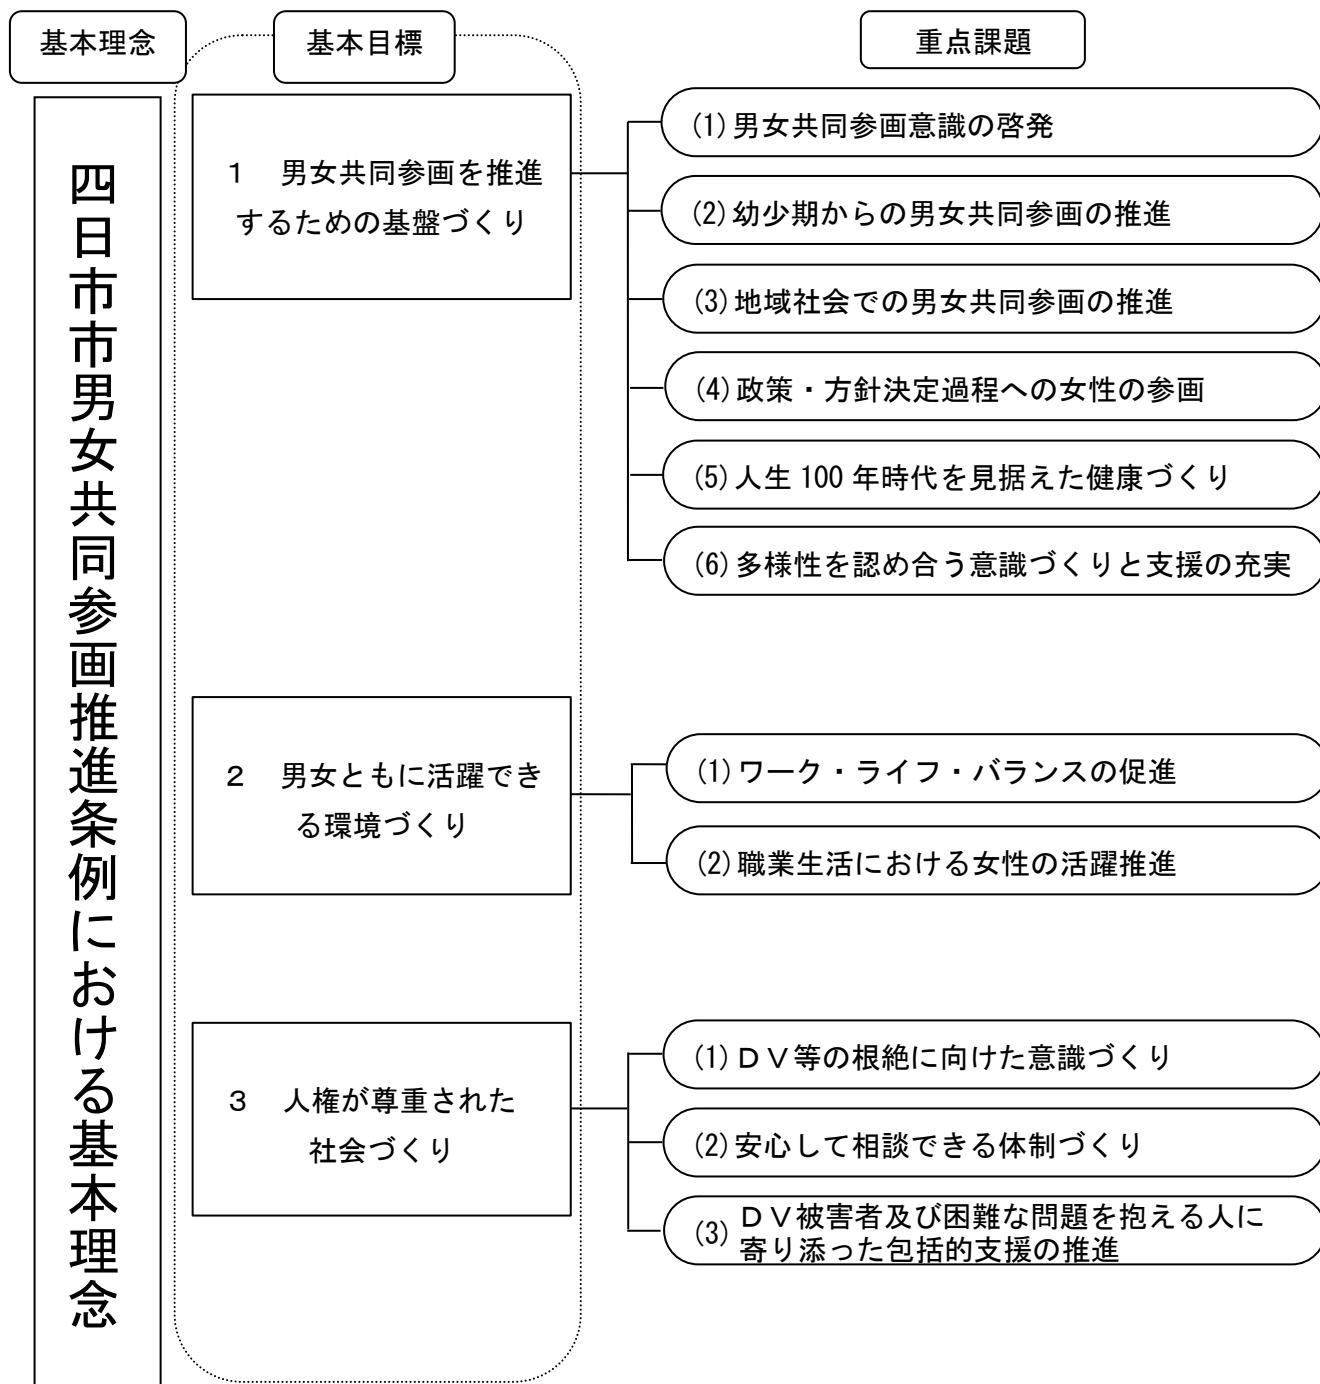 基本理念
基本目標
重点課題
四日市市男女共同参画推進条例における基本理念
1 男女共同参画を推進
するための基盤づくり
(1) 男女共同参画意識の啓発
(2) 幼少期からの男女共同参画の推進
(3) 地域社会での男女共同参画の推進
(4) 政策・方針決定過程への女性の参画
(5) 人生 100 年時代を見据えた健康づくり
(6) 多様性を認め合う意識づくりと支援の充実
2 男女ともに活躍でき
る環境づくり
(1) ワーク・ライフ・バランスの促進
(2) 職業生活における女性の活躍推進
3 人権が尊重された
社会づくり
(1) DV等の根絶に向けた意識づくり
(2) 安心して相談できる体制づくり
(3) DV被害者及び困難な問題を抱える人に
寄り添った包括的支援の推進